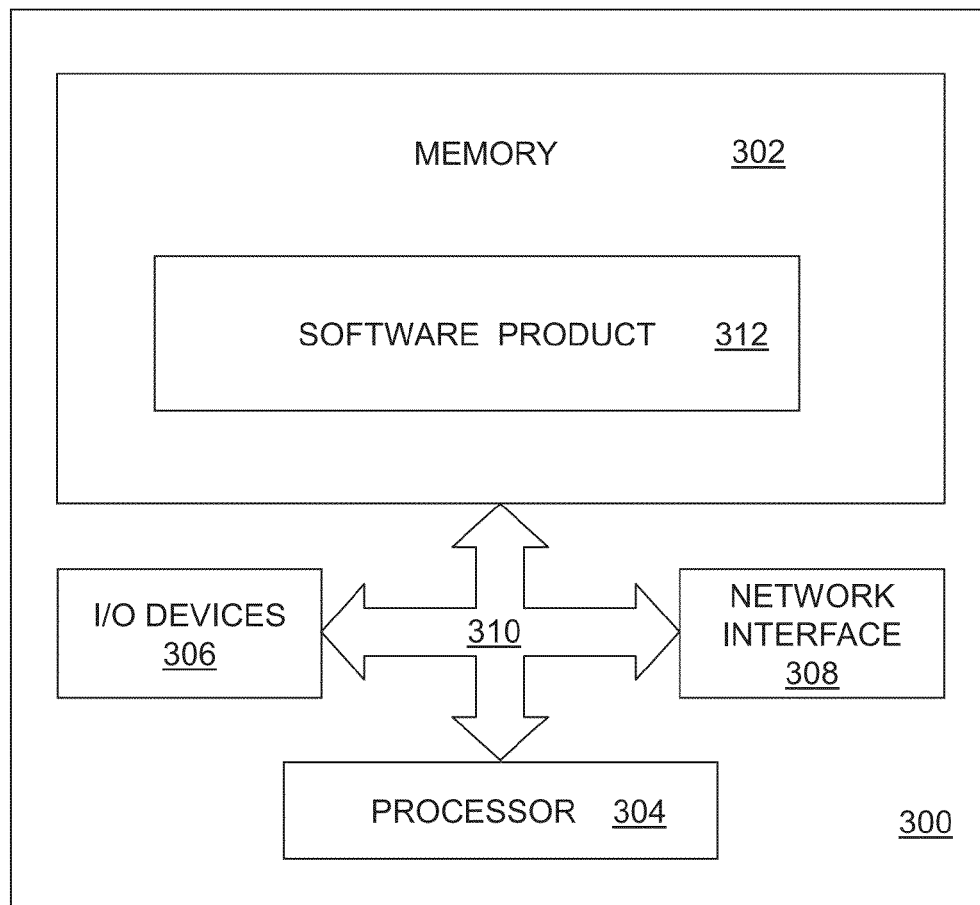 MEMORY 302
SOFTWARE PRODUCT 312
I/O DEVICES
306
310
NETWORK
INTERFACE
308
PROCESSOR 304
300